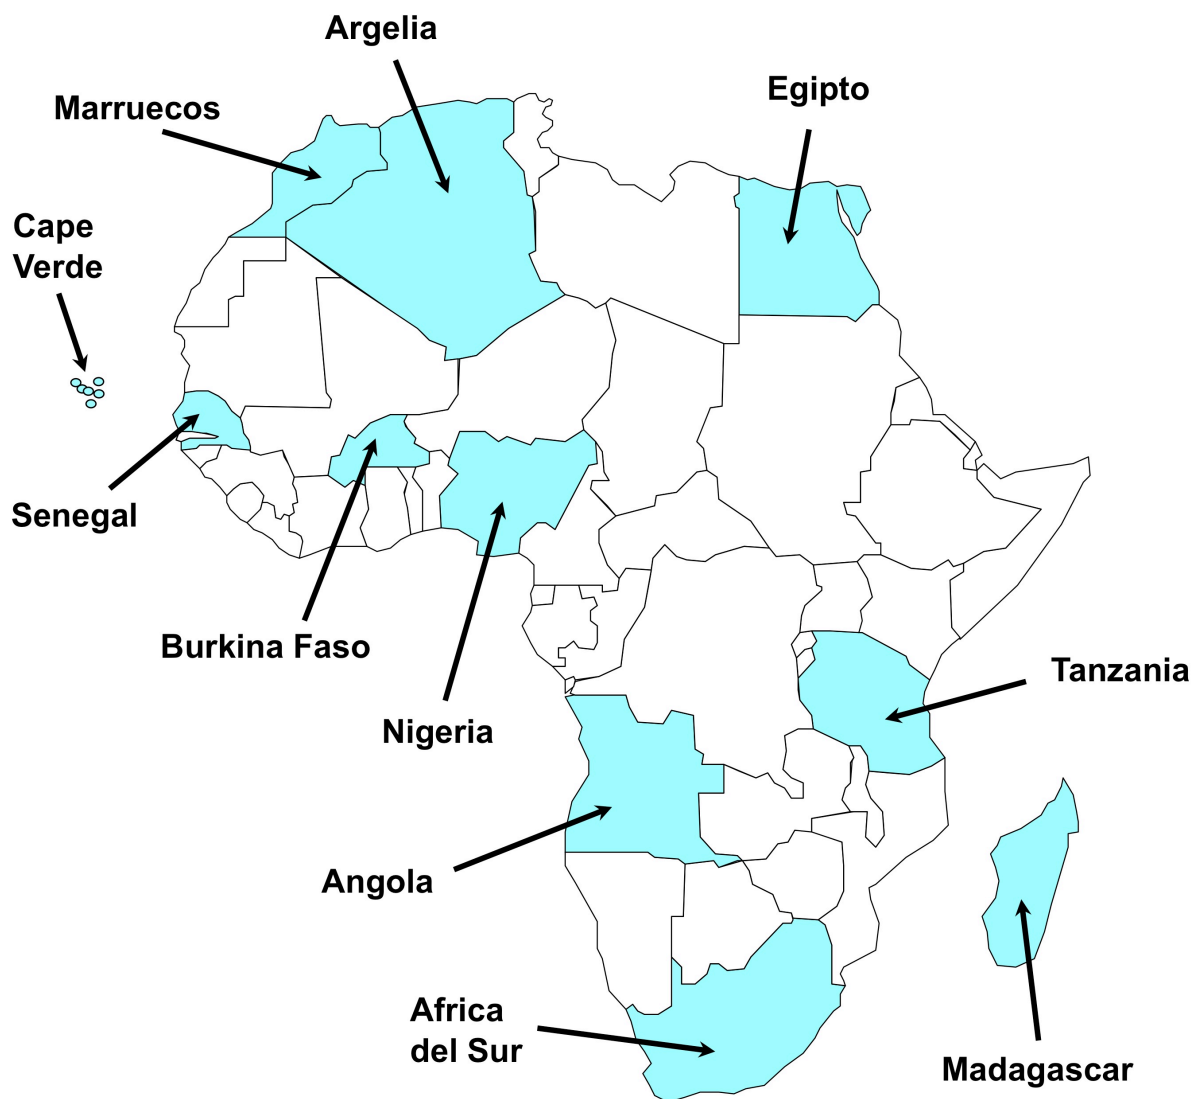 Argelia
Egipto
Marruecos
Cape
Verde
Senegal
Burkina Faso
Tanzania
Nigeria
Angola
Africa
del Sur
Madagascar